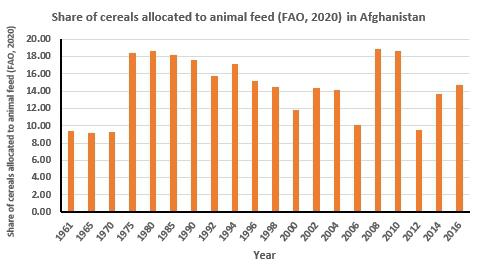 Share of cereals allocated to animal feed (FAO, 2020) in Afghanistan
Share of cereals allocated to animal feed (FAO, 2020)
20.00
18.00
16.00
14.00
12.00
10.00
8.00
6.00
4.00
2.00
0.00
1961 1965 1970 1975 1980 1985 1990 1992 1994 1996 1998 2000 2002 2004 2006 2008 2010 2012 2014 2016
Year